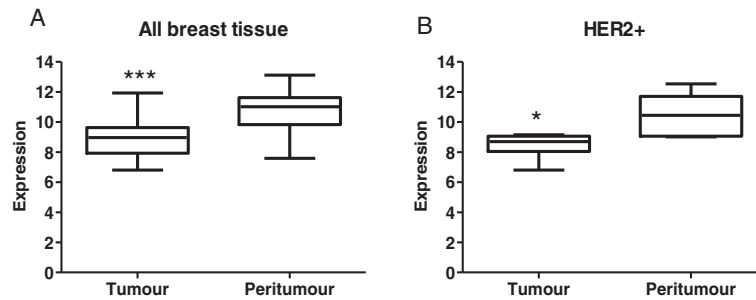 A
All breast tissue
Expression
14
12
10
8
6
4
2
0
***
Tumour
Peritumour
B
HER2+
Expression
14
12
10
8
6
4
2
0
*
Tumour
Peritumour